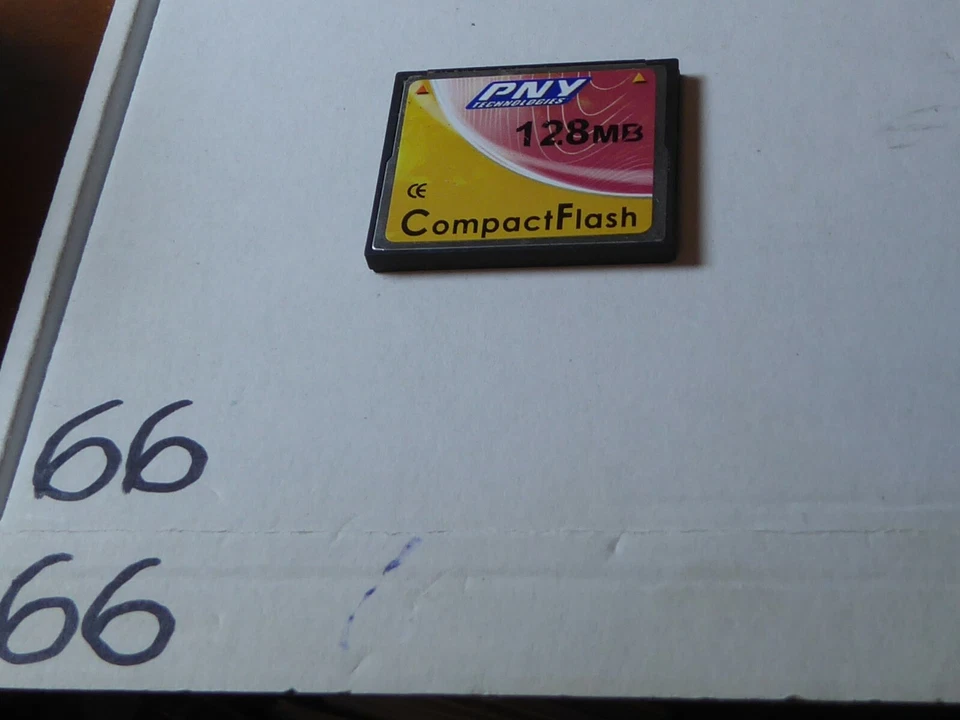 PNY
TECHNOLOGIES
128MB
CE
CompactFlash
66
66